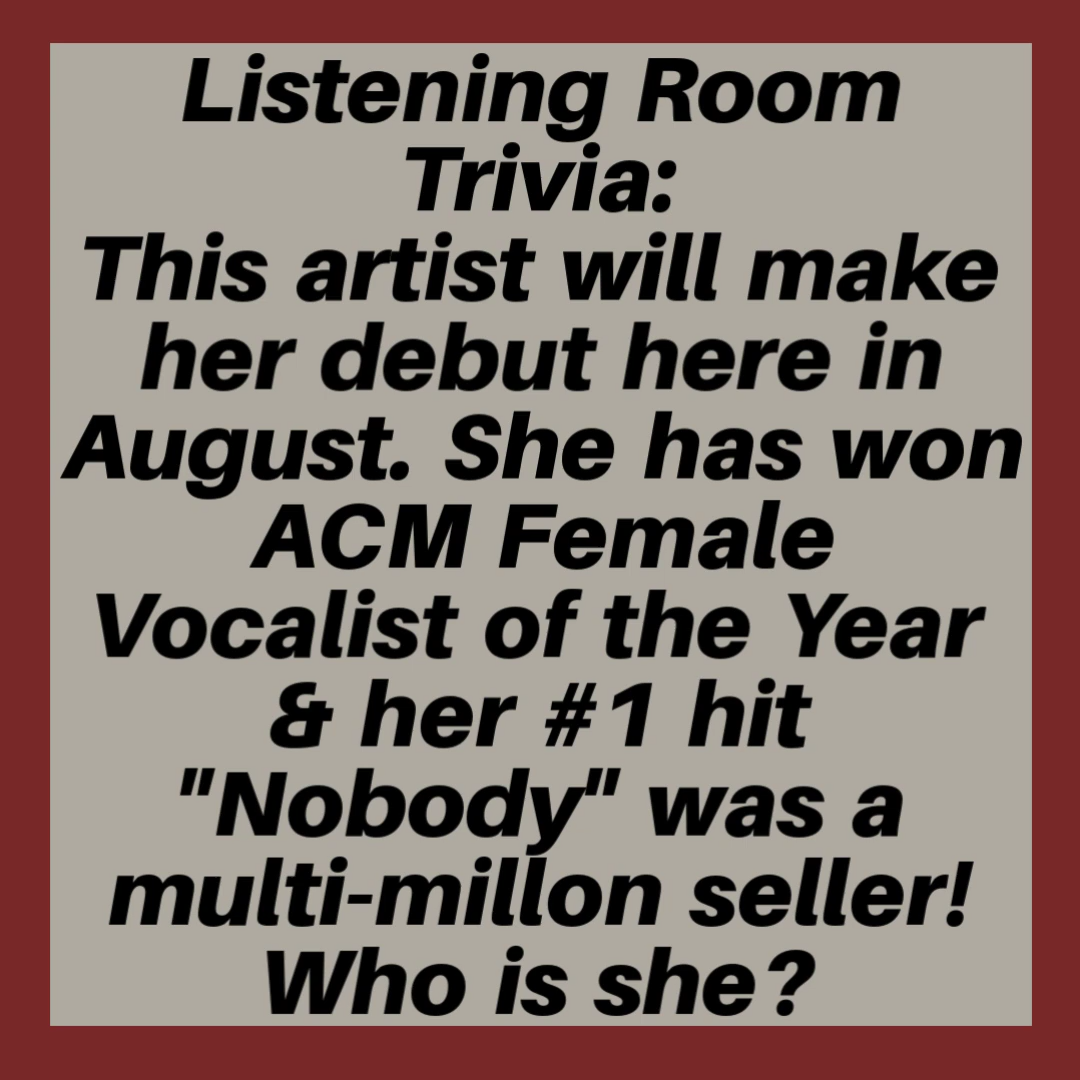 Listening Room
Trivia:
This artist will make
her debut here in
August. She has won
ACM Female
Vocalist of the Year
& her #1 hit
"Nobody" was a
multi-millon seller!
Who is she?